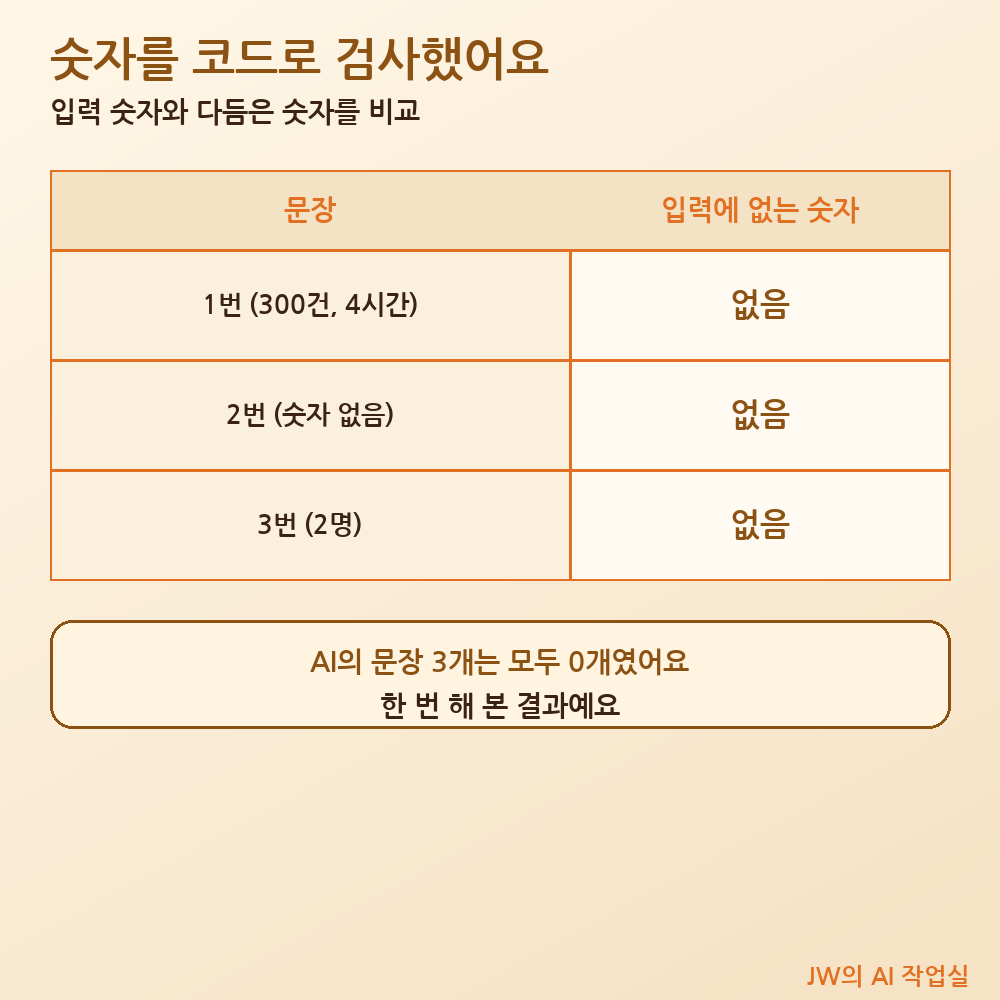 숫자를 코드로 검사했어요
입력 숫자와 다듬은 숫자를 비교
문장 입력에 없는 숫자
1번 (300건, 4시간) 없음
2번 (숫자 없음) 없음
3번 (2명) 없음
AI의 문장 3개는 모두 0개였어요
한 번 해 본 결과예요
JW의 AI 작업실